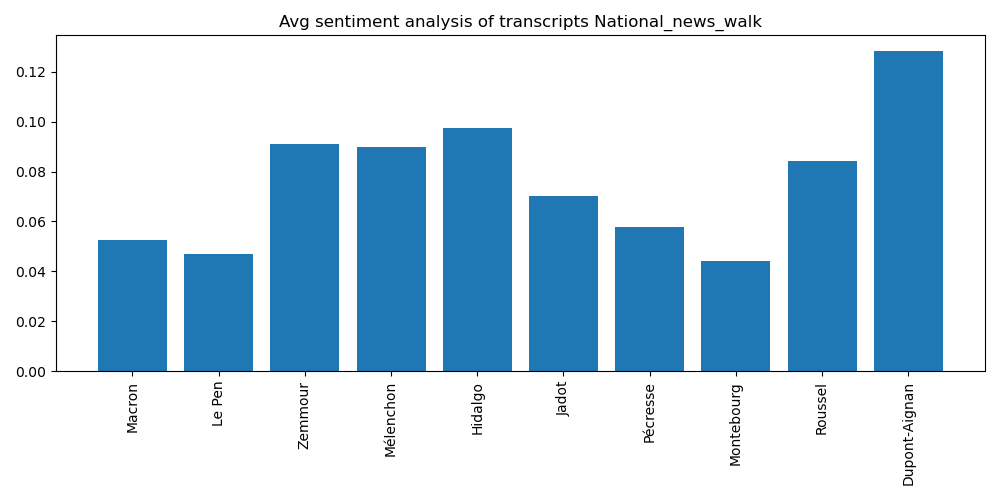 Avg sentiment analysis of transcripts National_news_walk
0.12
0.10
0.08
0.06
0.04
0.02
0.00
Macron
Le Pen
Zemmour
Mélenchon
Hidalgo
Jadot
Pécresse
Montebourg
Roussel
Dupont-Aignan